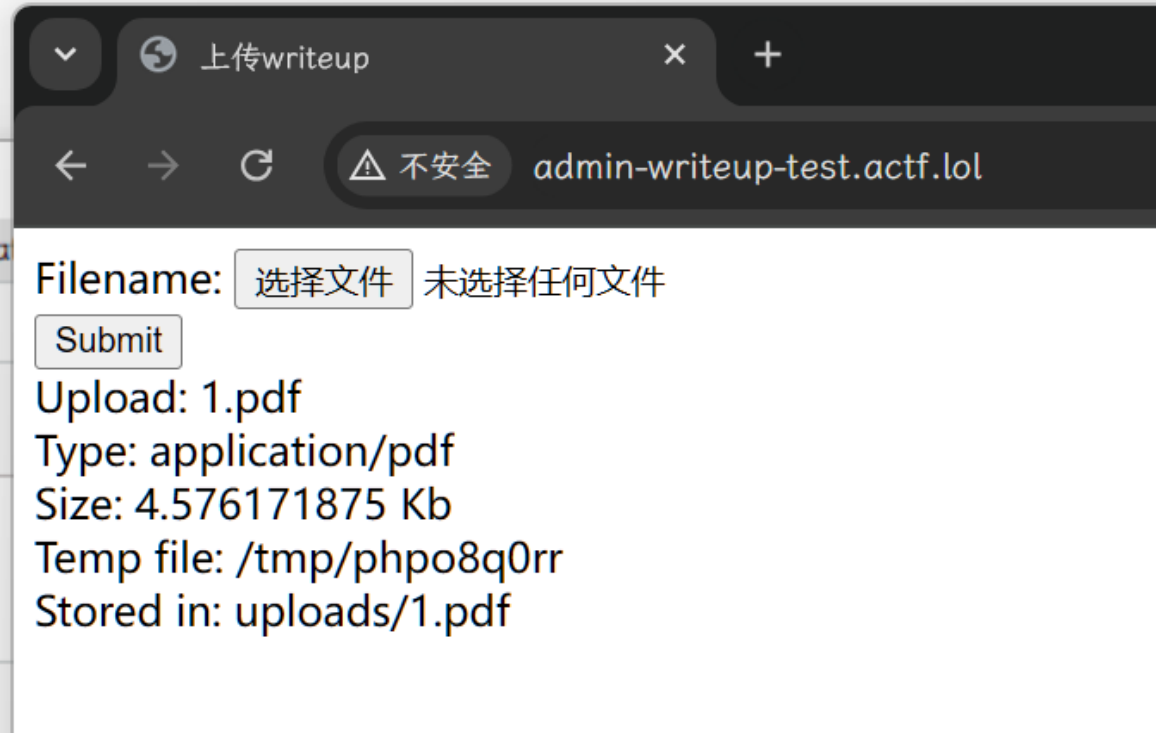 上传writeup
不安全 admin-writeup-test.actf.lol
Filename: 选择文件 未选择任何文件
Submit
Upload: 1.pdf
Type: application/pdf
Size: 4.576171875 Kb
Temp file: /tmp/phpo8q0rr
Stored in: uploads/1.pdf